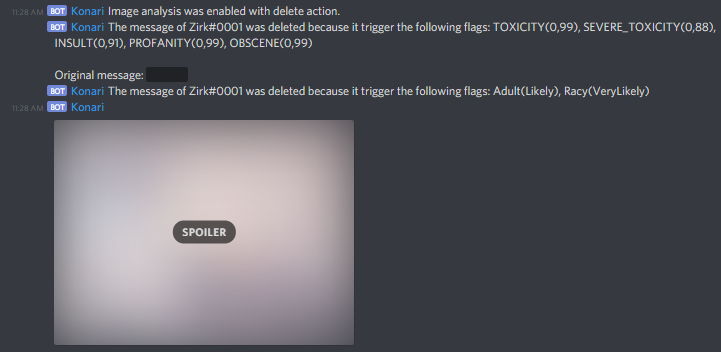 11:28 AM BOT Konari Image analysis was enabled with delete action.
BOT Konari The message of Zirk#0001 was deleted because it trigger the following flags: TOXICITY(0,99), SEVERE_TOXICITY(0,88),
INSULT(0,91), PROFANITY(0,99), OBSCENE(0,99)
Original message:
BOT Konari The message of Zirk#0001 was deleted because it trigger the following flags: Adult(Likely), Racy(VeryLikely)
11:28 AM BOT Konari
SPOILER